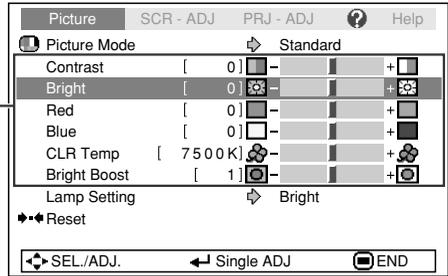 Picture SCR - ADJ PRJ - ADJ ? Help
Picture Mode Standard
Contrast [ 0] - +
Bright [ 0] - +
Red [ 0] - +
Blue [ 0] - +
CLR Temp [ 7500K] - +
Bright Boost [ 1] - +
Lamp Setting Bright
Reset
SEL./ADJ. Single ADJ END